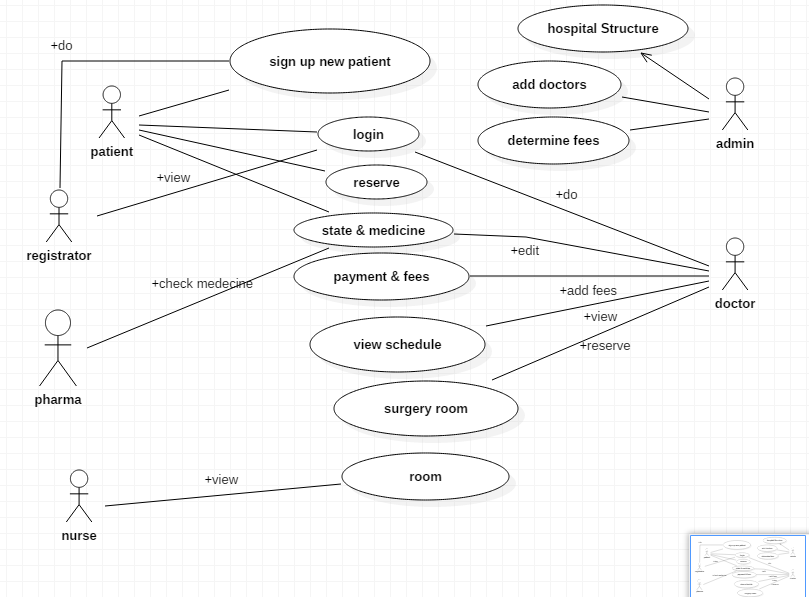 hospital Structure
+do
sign up new patient
add doctors
login
determine fees
admin
patient
+view
reserve
+do
state & medicine
+edit
registrator
payment & fees
+check medecine
+add fees
doctor
+view
view schedule
+reserve
pharma
surgery room
+view
room
nurse